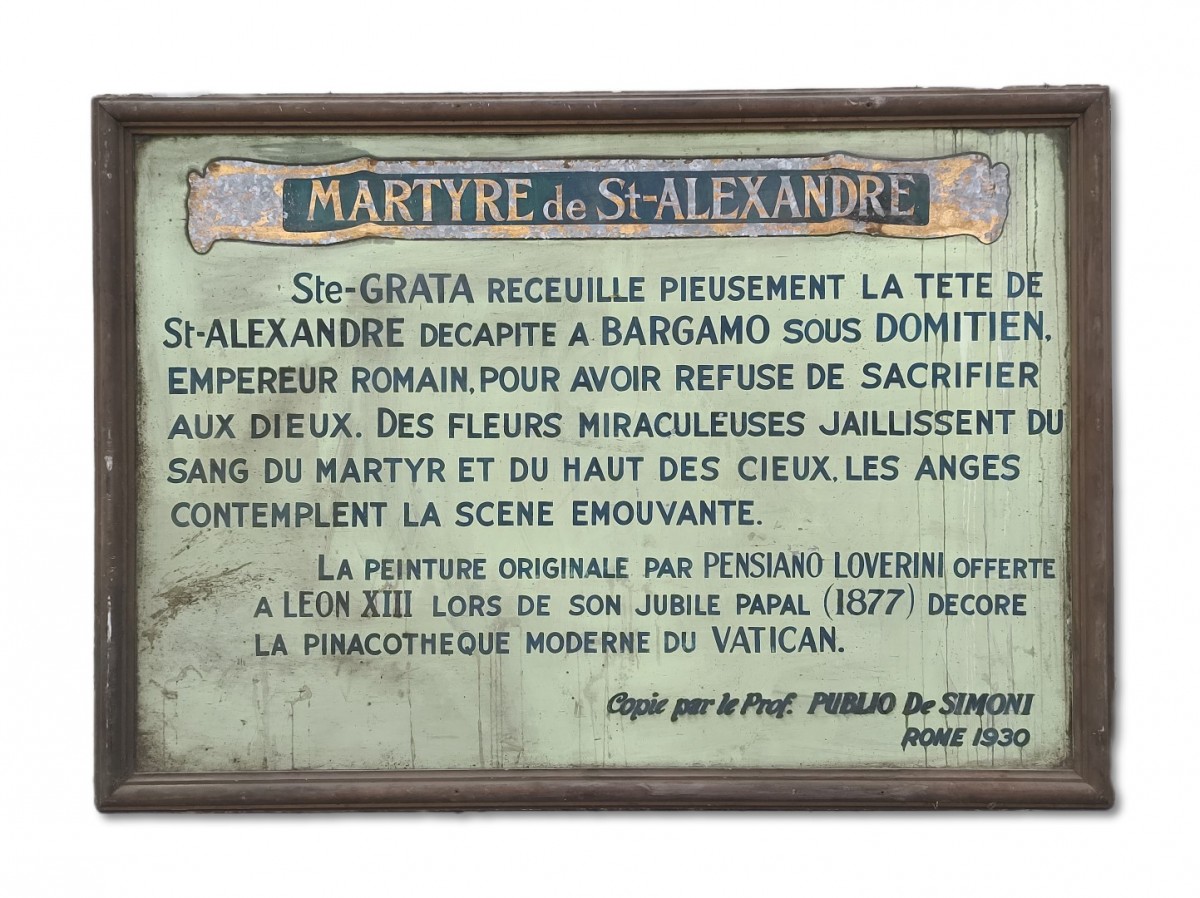 MARTYRE de St-ALEXANDRE
Ste-GRATA RECEUILLE PIEUSEMENT LA TETE DE
St-ALEXANDRE DECAPITE A BARGAMO SOUS DOMITIEN,
EMPEREUR ROMAIN, POUR AVOIR REFUSE DE SACRIFIER
AUX DIEUX. DES FLEURS MIRACULEUSES JAILLISSENT DU
SANG DU MARTYR ET DU HAUT DES CIEUX, LES ANGES
CONTEMPLENT LA SCENE EMOUVANTE.
LA PEINTURE ORIGINALE PAR PENSIANO LOVERINI OFFERTE
A LEON XIII LORS DE SON JUBILE PAPAL (1877) DECORE
LA PINACOTHEQUE MODERNE DU VATICAN.
Copie par le Prof. PUBLIO De SIMONI
ROME 1930